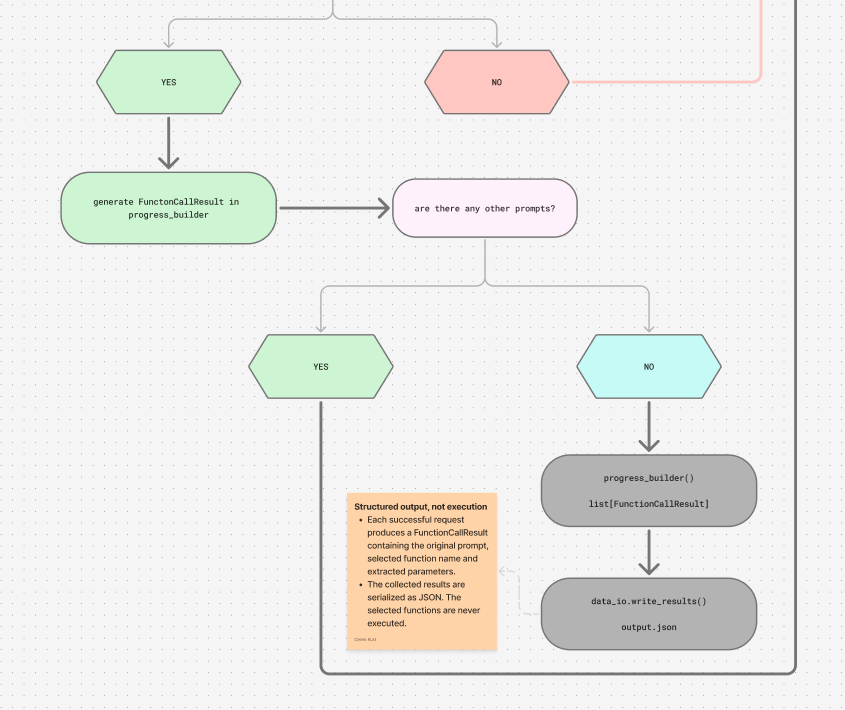 YES
NO
generate FunctonCallResult in
progress_builder
are there any other prompts?
YES
NO
progress_builder()
list[FunctionCallResult]
Structured output, not execution
• Each successful request
produces a FunctionCallResult
containing the original prompt,
selected function name and
extracted parameters.
• The collected results are
serialized as JSON. The
selected functions are never
executed.
data_io.write_results()
output.json